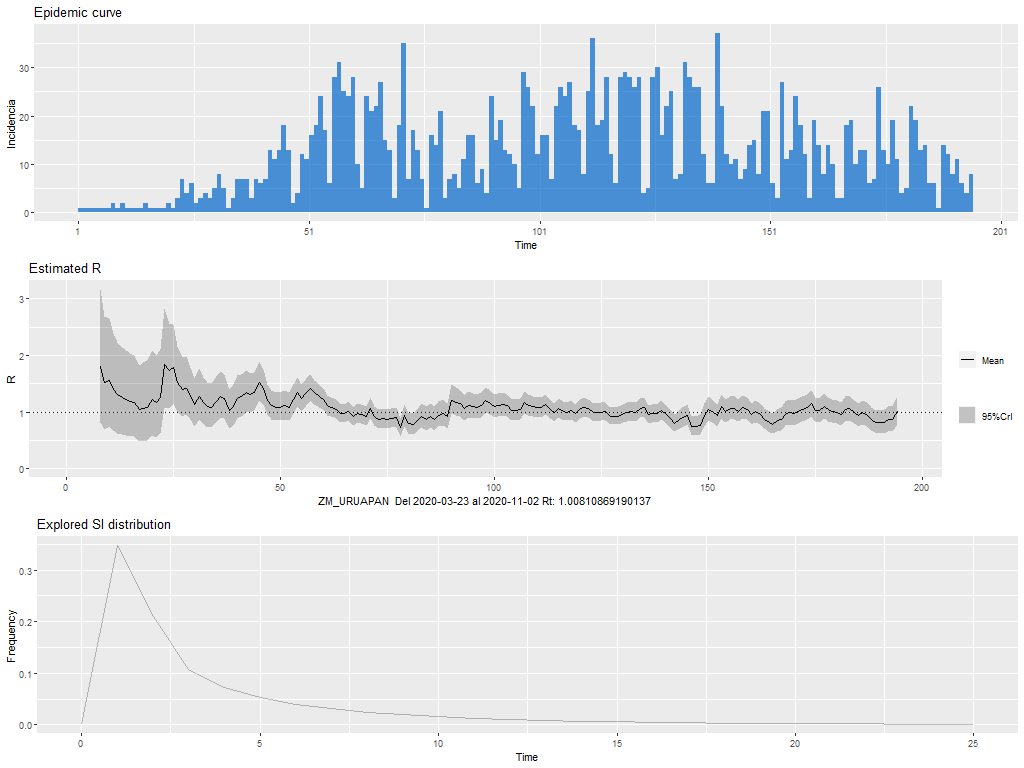 Epidemic curve
Incidencia
30
20
10
0
1
51
101
151
201
Time
Estimated R
R
3
2
1
0
Mean
95%CrI
0
50
100
150
200
ZM_URUAPAN Del 2020-03-23 al 2020-11-02 Rt: 1.00810869190137
Explored SI distribution
Frequency
0.3
0.2
0.1
0.0
0
5
10
15
20
25
Time